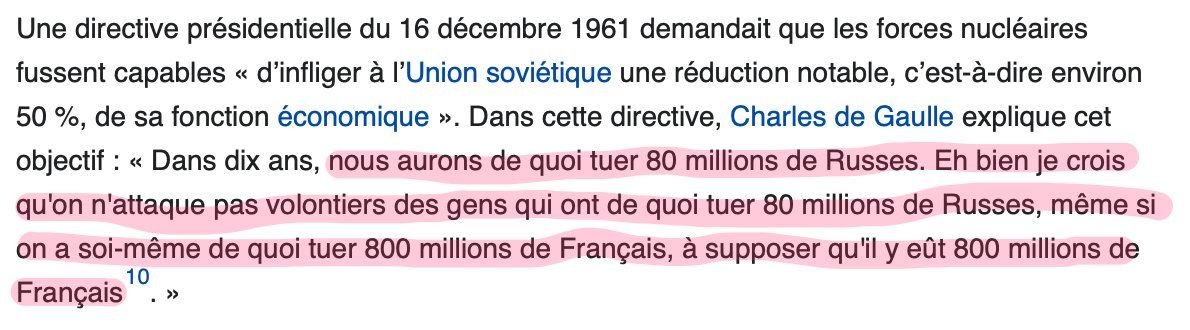 Une directive présidentielle du 16 décembre 1961 demandait que les forces nucléaires
fussent capables « d’infliger à l’Union soviétique une réduction notable, c’est-à-dire environ
50 %, de sa fonction économique ». Dans cette directive, Charles de Gaulle explique cet
objectif : « Dans dix ans, nous aurons de quoi tuer 80 millions de Russes. Eh bien je crois
qu'on n'attaque pas volontiers des gens qui ont de quoi tuer 80 millions de Russes, même si
on a soi-même de quoi tuer 800 millions de Français, à supposer qu'il y eût 800 millions de
Français10. »